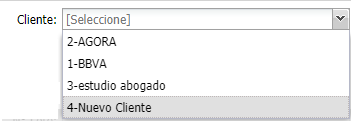 Cliente: [Seleccione]
2-AGORA
1-BBVA
3-estudio abogado
4-Nuevo Cliente